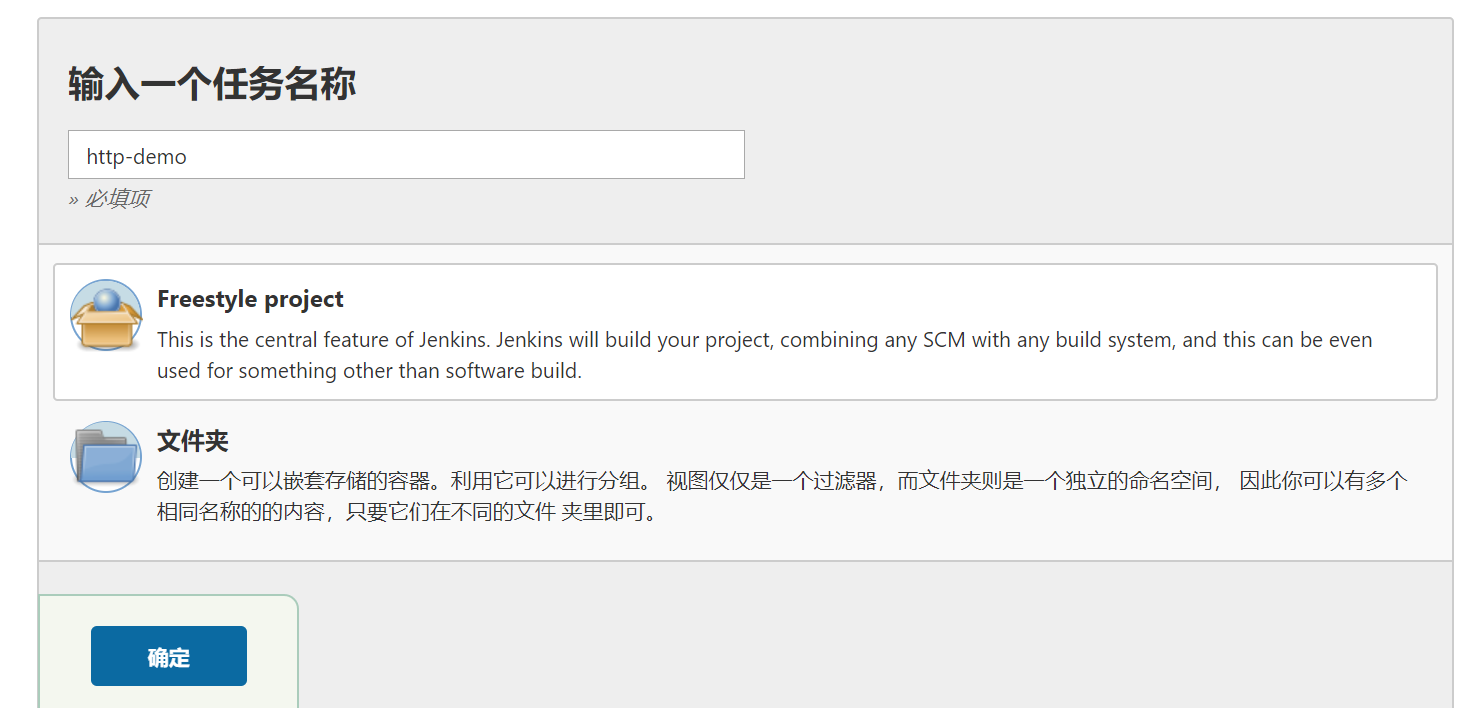 输入一个任务名称
http-demo
» 必填项
Freestyle project
This is the central feature of Jenkins. Jenkins will build your project, combining any SCM with any build system, and this can be even
used for something other than software build.
文件夹
创建一个可以嵌套存储的容器。利用它可以进行分组。 视图仅仅是一个过滤器，而文件夹则是一个独立的命名空间， 因此你可以有多个
相同名称的的内容，只要它们在不同的文件 夹里即可。
确定